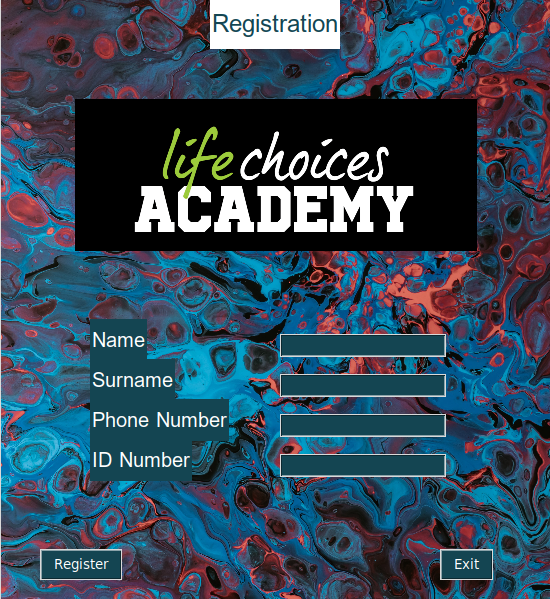 Registration
life choices
ACADEMY
Name
Surname
Phone Number
ID Number
Register
Exit